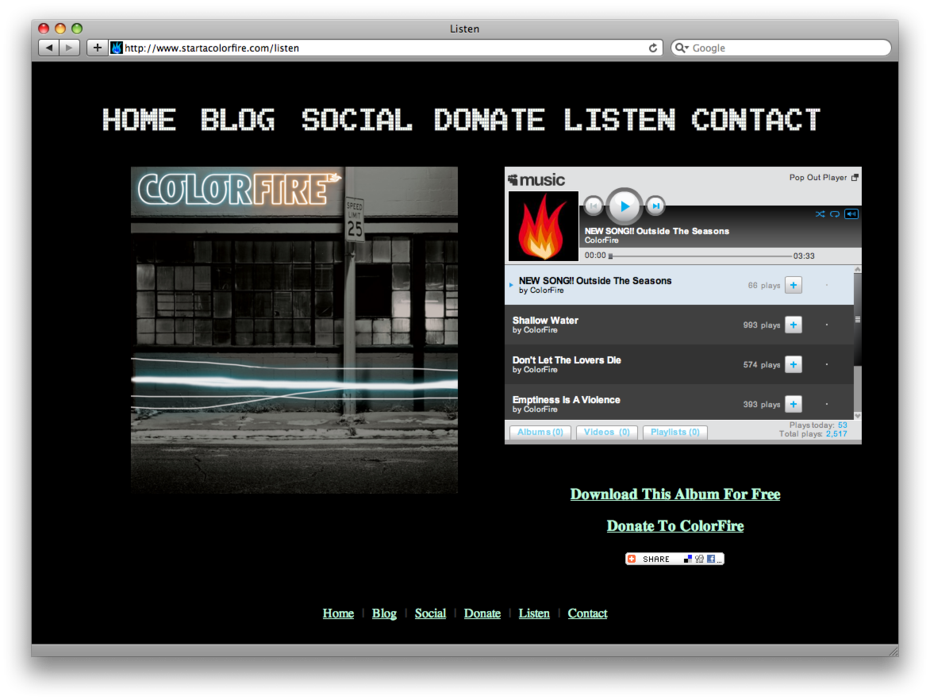 Listen
http://www.startacolorfire.com/listen
Google
HOME BLOG SOCIAL DONATE LISTEN CONTACT
COLORFIRE
SPEED
LIMIT
25
music
Pop Out Player
NEW SONG!! Outside The Seasons
ColorFire
00:00
03:33
NEW SONG!! Outside The Seasons
by ColorFire
66 plays
Shallow Water
by ColorFire
993 plays
Don't Let The Lovers Die
by ColorFire
574 plays
Emptiness Is A Violence
by ColorFire
393 plays
Albums (0) Videos (0) Playlists (0)
Plays today: 53
Total plays: 2,517
Download This Album For Free
Donate To ColorFire
SHARE
Home | Blog | Social | Donate | Listen | Contact